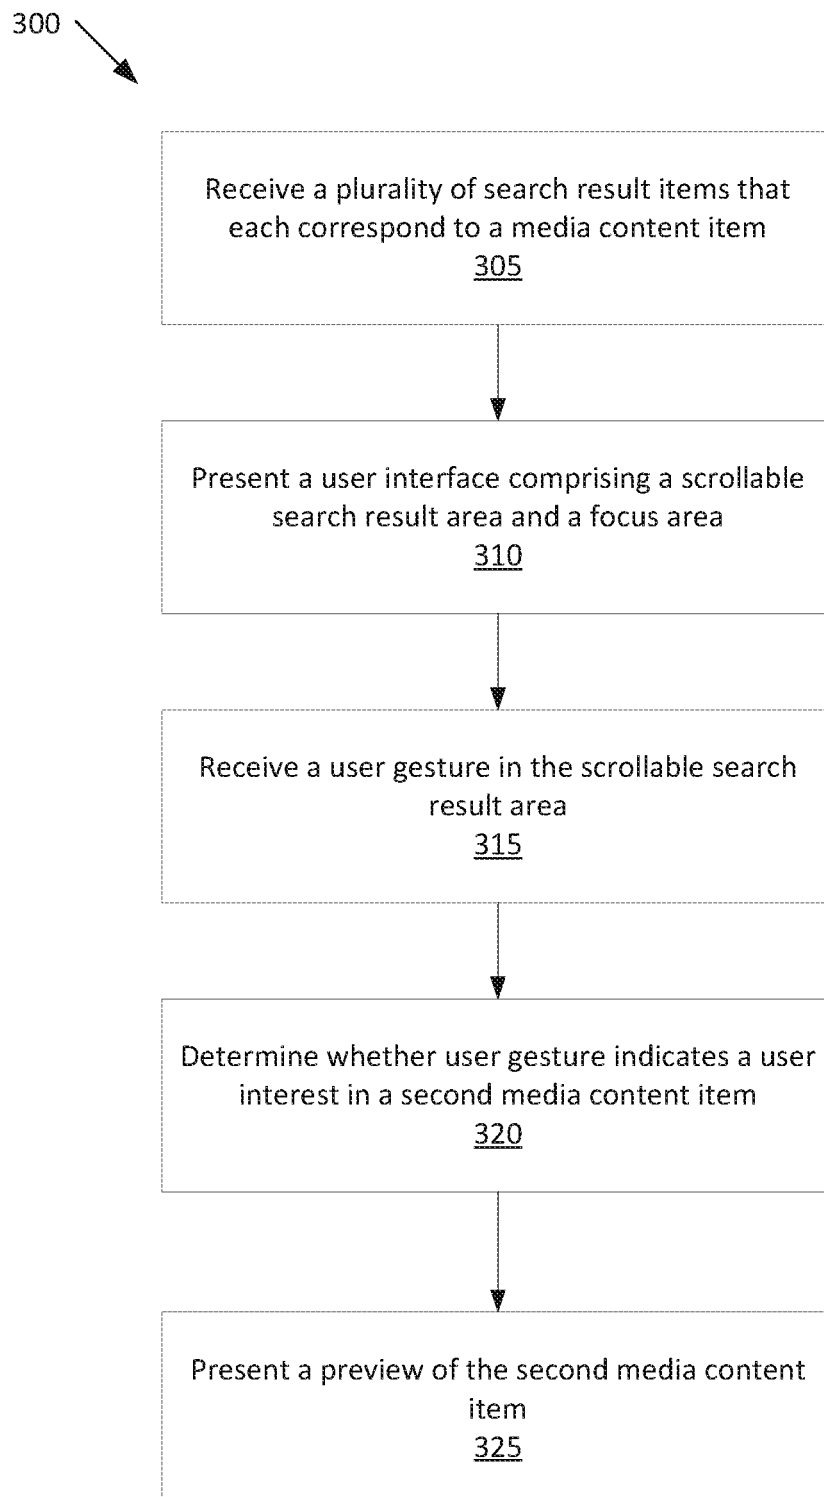 300
Receive a plurality of search result items that
each correspond to a media content item
305
Present a user interface comprising a scrollable
search result area and a focus area
310
Receive a user gesture in the scrollable search
result area
315
Determine whether user gesture indicates a user
interest in a second media content item
320
Present a preview of the second media content
item
325